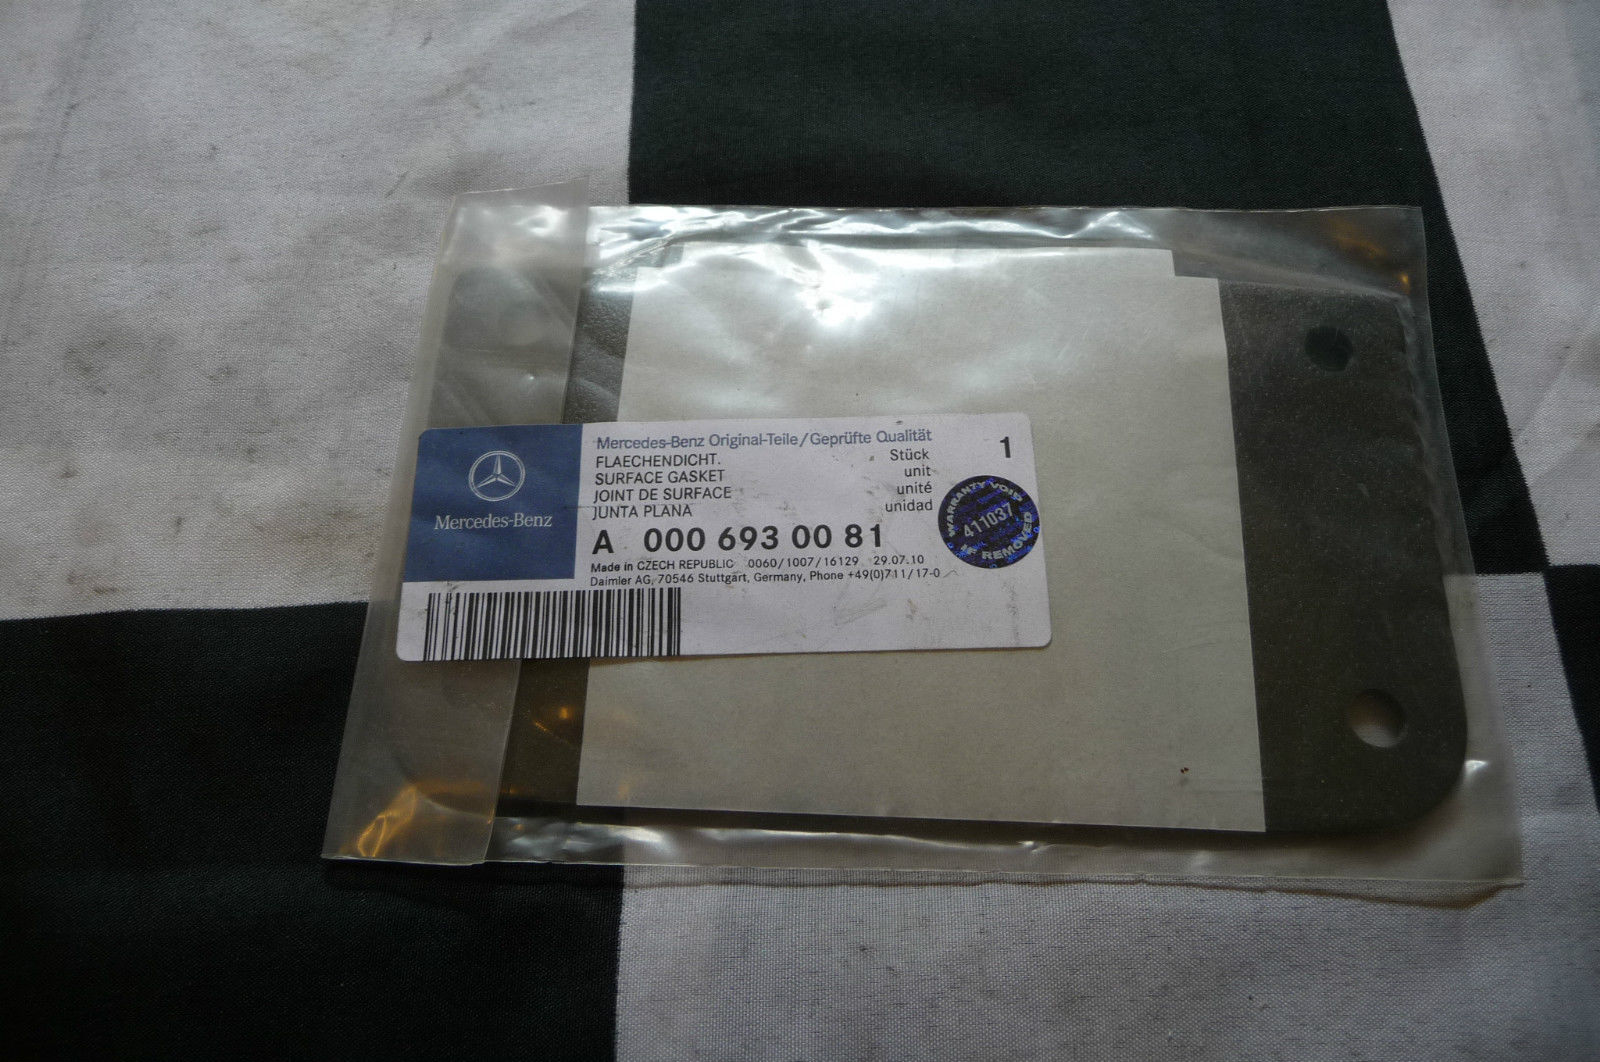 Mercedes-Benz
Mercedes-Benz Original-Teile/Geprüfte Qualität
FLAECHENDICHT.
SURFACE GASKET
JOINT DE SURFACE
JUNTA PLANA
Stück
unit
unité
unidad
1
A 000 693 00 81
Made in CZECH REPUBLIC 0060/1007/16129 29.07.10
Daimler AG, 70546 Stuttgart, Germany, Phone +49(0)711/17-0
WARRANTY VOID
411037
IF REMOVED